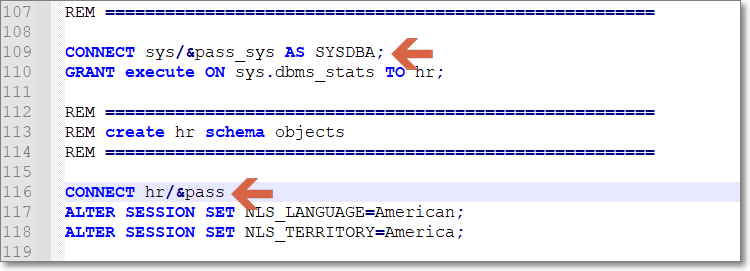 107 REM =======================================================
108
109 CONNECT sys/&pass_sys AS SYSDBA;
110 GRANT execute ON sys.dbms_stats TO hr;
111
112 REM =======================================================
113 REM create hr schema objects
114 REM =======================================================
115
116 CONNECT hr/&pass
117 ALTER SESSION SET NLS_LANGUAGE=American;
118 ALTER SESSION SET NLS_TERRITORY=America;
119